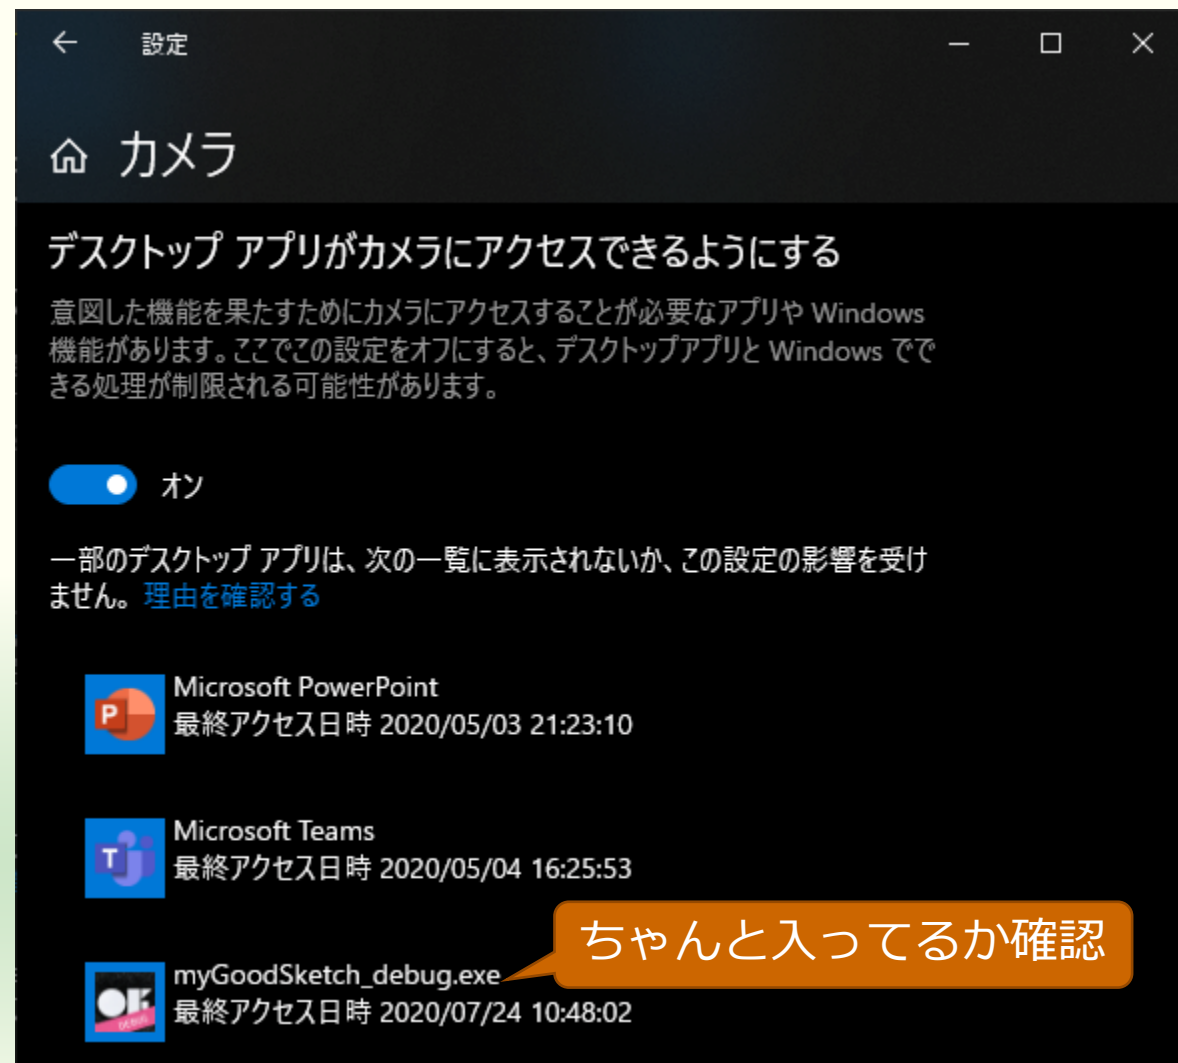 設定
カメラ
デスクトップ アプリがカメラにアクセスできるようにする
意図した機能を果たすためにカメラにアクセスすることが必要なアプリや Windows
機能があります。ここでこの設定をオフにすると、デスクトップアプリと Windows でで
きる処理が制限される可能性があります。
オン
一部のデスクトップ アプリは、次の一覧に表示されないか、この設定の影響を受け
ません。 理由を確認する
P
Microsoft PowerPoint
最終アクセス日時 2020/05/03 21:23:10
T
Microsoft Teams
最終アクセス日時 2020/05/04 16:25:53
ちゃんと入ってるか確認
myGoodSketch_debug.exe
DEBUG
最終アクセス日時 2020/07/24 10:48:02